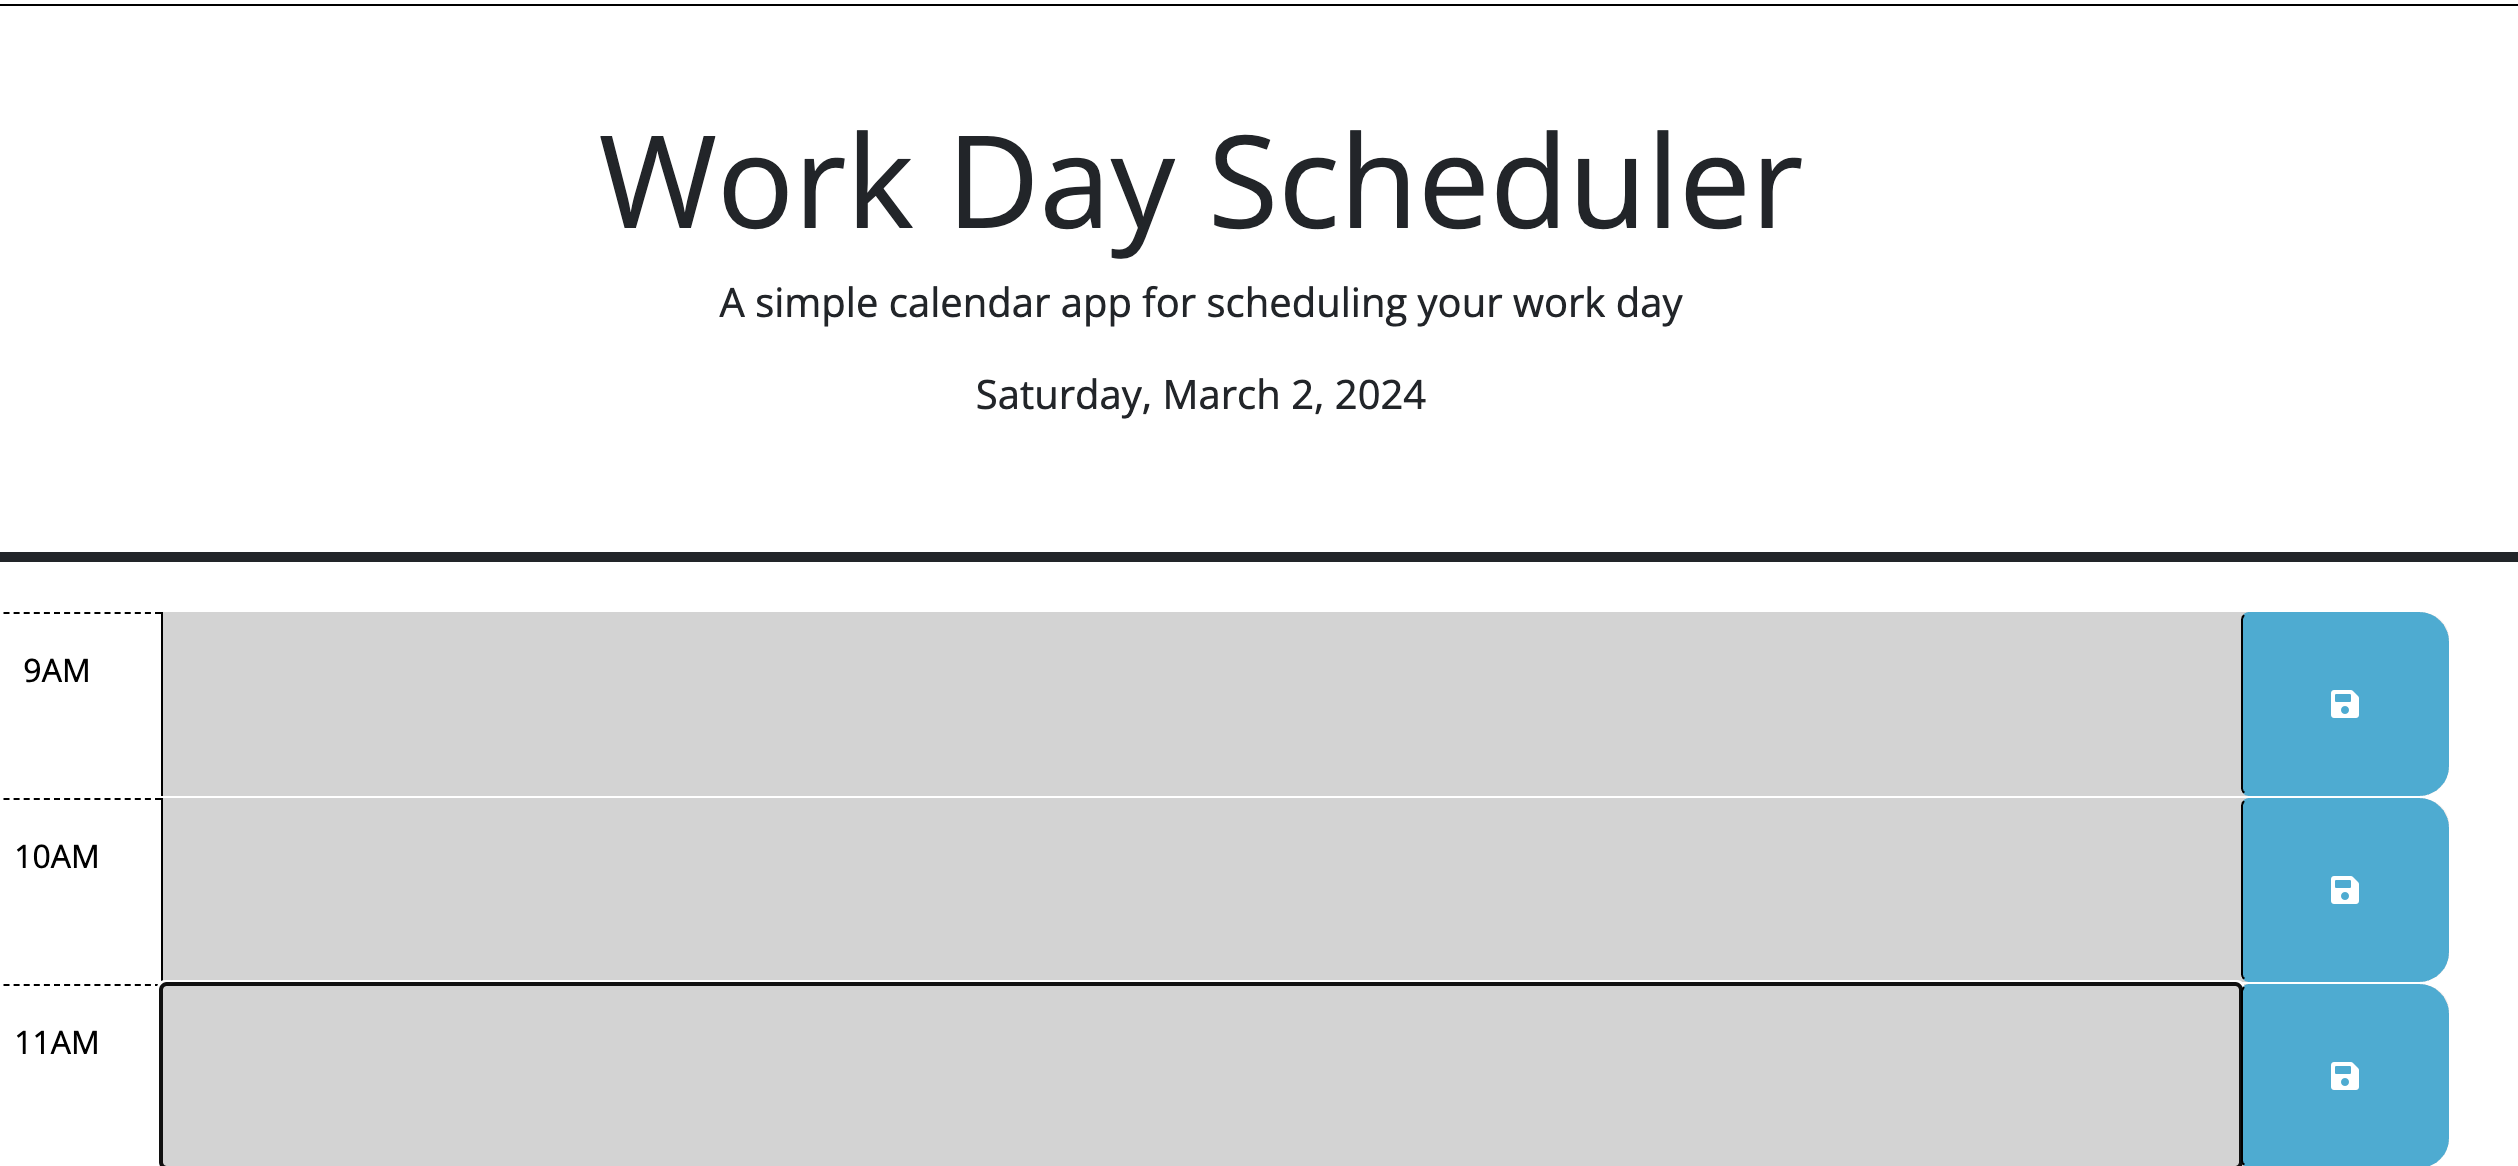 Work Day Scheduler
A simple calendar app for scheduling your work day
Saturday, March 2, 2024
9AM
10AM
11AM